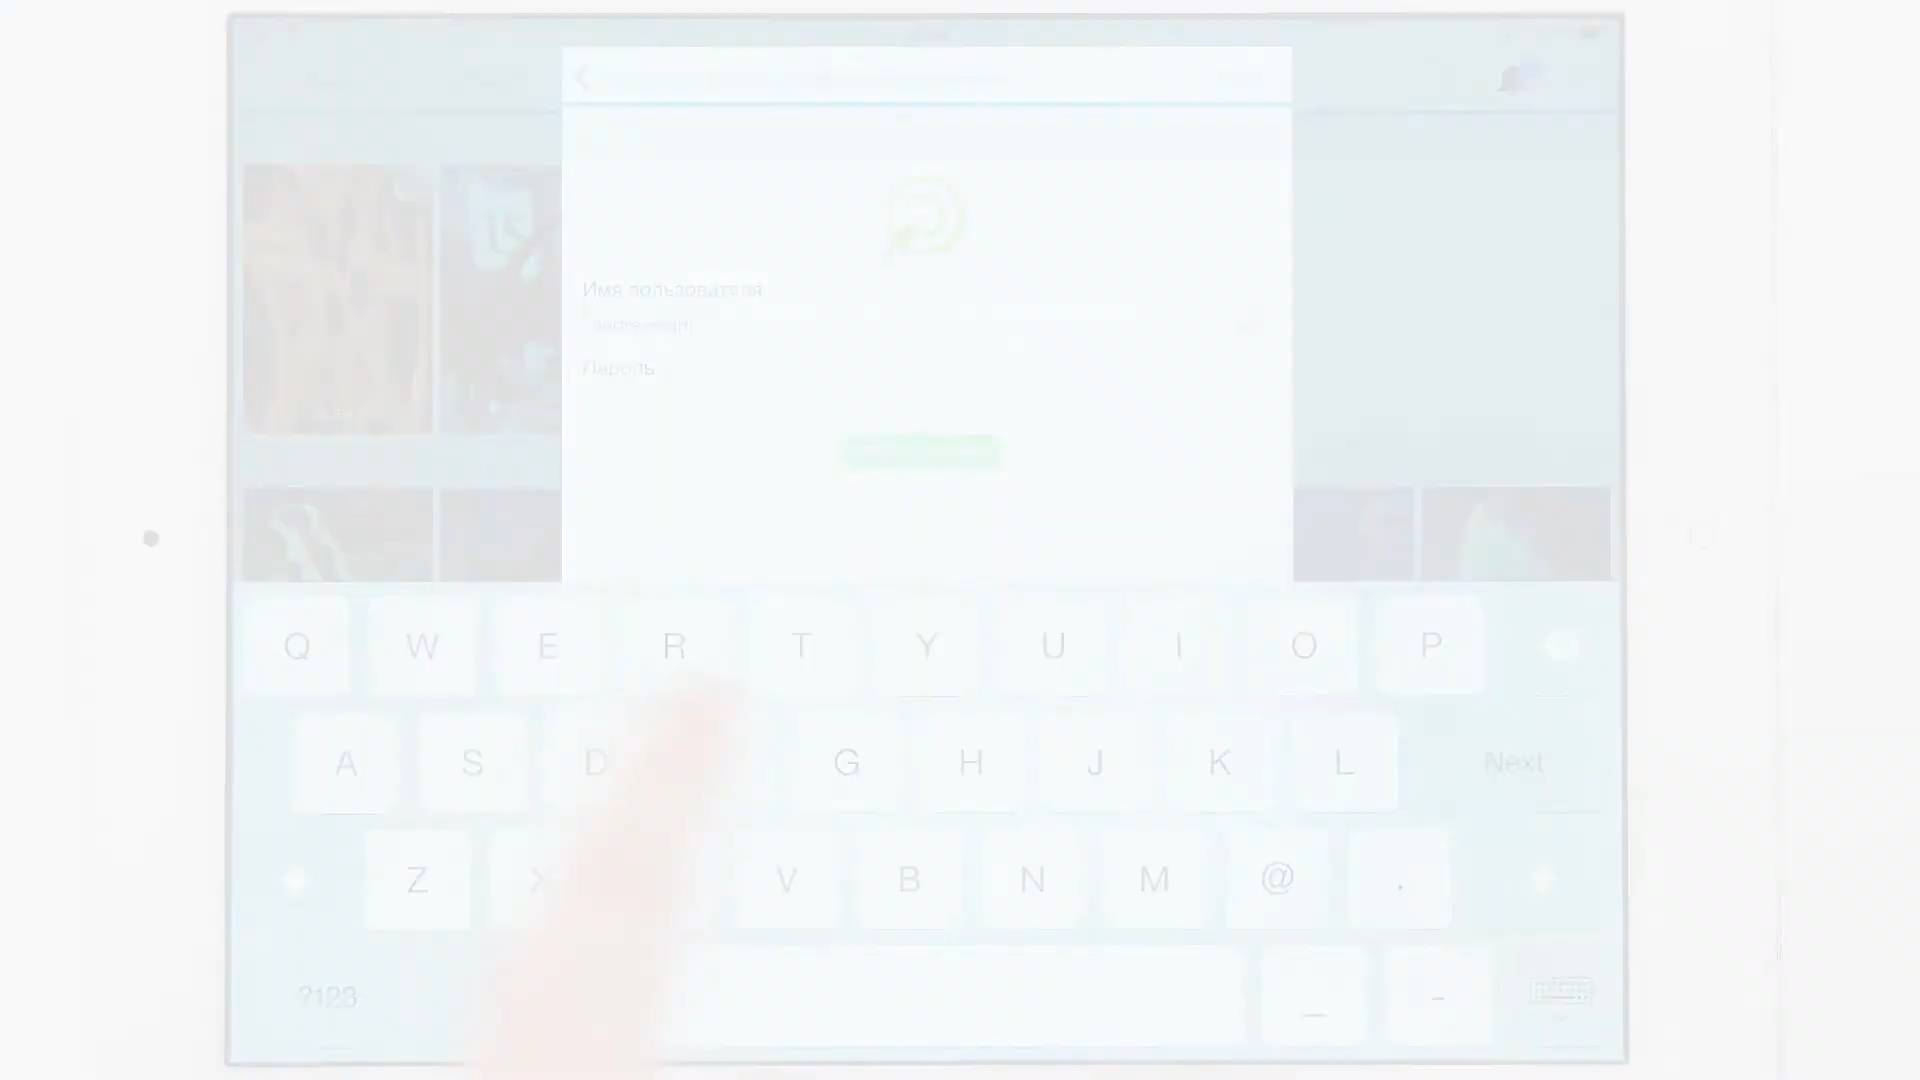 Имя пользователя
Пароль
Q W E R T Y U I O P
A S D G H J K L Next
Z X V B N M @ .
?123 _ -